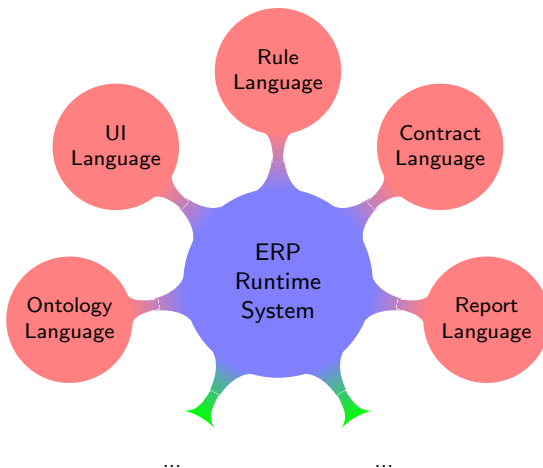 Rule
Language
UI
Language
Contract
Language
ERP
Runtime
System
Ontology
Language
Report
Language
...
...